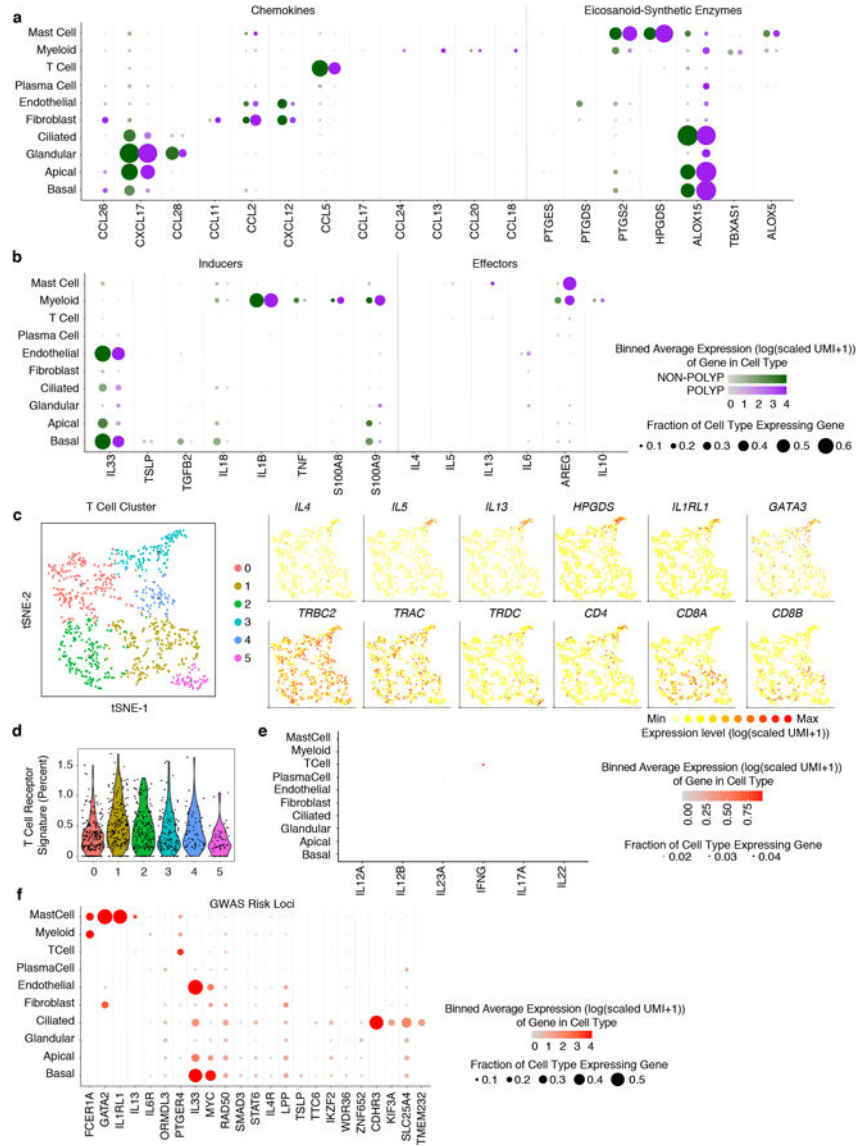 a
Chemokines
Eicosanoid-Synthetic Enzymes
Mast Cell
Myeloid
T Cell
Plasma Cell
Endothelial
Fibroblast
Ciliated
Glandular
Apical
Basal
CCL26
CXCL17
CCL28
CCL11
CCL2
CXCL12
CCL5
CCL17
CCL24
CCL13
CCL20
CCL18
PTGES
PTGDS
PTGS2
HPGDS
ALOX15
TBXAS1
ALOX5
b
Inducers
Effectors
Mast Cell
Myeloid
T Cell
Plasma Cell
Endothelial
Fibroblast
Ciliated
Glandular
Apical
Basal
IL33
TSLP
TGFB2
IL18
IL1B
TNF
S100A8
S100A9
IL4
IL5
IL13
IL6
AREG
IL10
Binned Average Expression (log(scaled UMI+1))
of Gene in Cell Type
NON-POLYP
POLYP
0 1 2 3 4
Fraction of Cell Type Expressing Gene
0.1 0.2 0.3 0.4 0.5 0.6
c
T Cell Cluster
tSNE-2
tSNE-1
0
1
2
3
4
5
IL4 IL5 IL13 HPGDS IL1RL1 GATA3
TRBC2 TRAC TRDC CD4 CD8A CD8B
Min Max
Expression level (log(scaled UMI+1))
d
T Cell Receptor
Signature (Percent)
1.5
1.0
0.5
0
0 1 2 3 4 5
e
MastCell
Myeloid
TCell
PlasmaCell
Endothelial
Fibroblast
Ciliated
Glandular
Apical
Basal
IL12A
IL12B
IL23A
IFNG
IL17A
IL22
Binned Average Expression (log(scaled UMI+1))
of Gene in Cell Type
0.00 0.25 0.50 0.75
Fraction of Cell Type Expressing Gene
0.02 0.03 0.04
f
GWAS Risk Loci
MastCell
Myeloid
TCell
PlasmaCell
Endothelial
Fibroblast
Ciliated
Glandular
Apical
Basal
FCER1A
GATA2
IL1RL1
IL13
IL6R
ORMDL3
PTGER4
IL33
MYC
RAD50
SMAD3
STAT6
IL4R
LPP
TSLP
TTC6
IKZF2
WDR36
ZNF652
CDHR3
KIF3A
SLC25A4
TMEM232
Binned Average Expression (log(scaled UMI+1))
of Gene in Cell Type
0 1 2 3 4
Fraction of Cell Type Expressing Gene
0.1 0.2 0.3 0.4 0.5